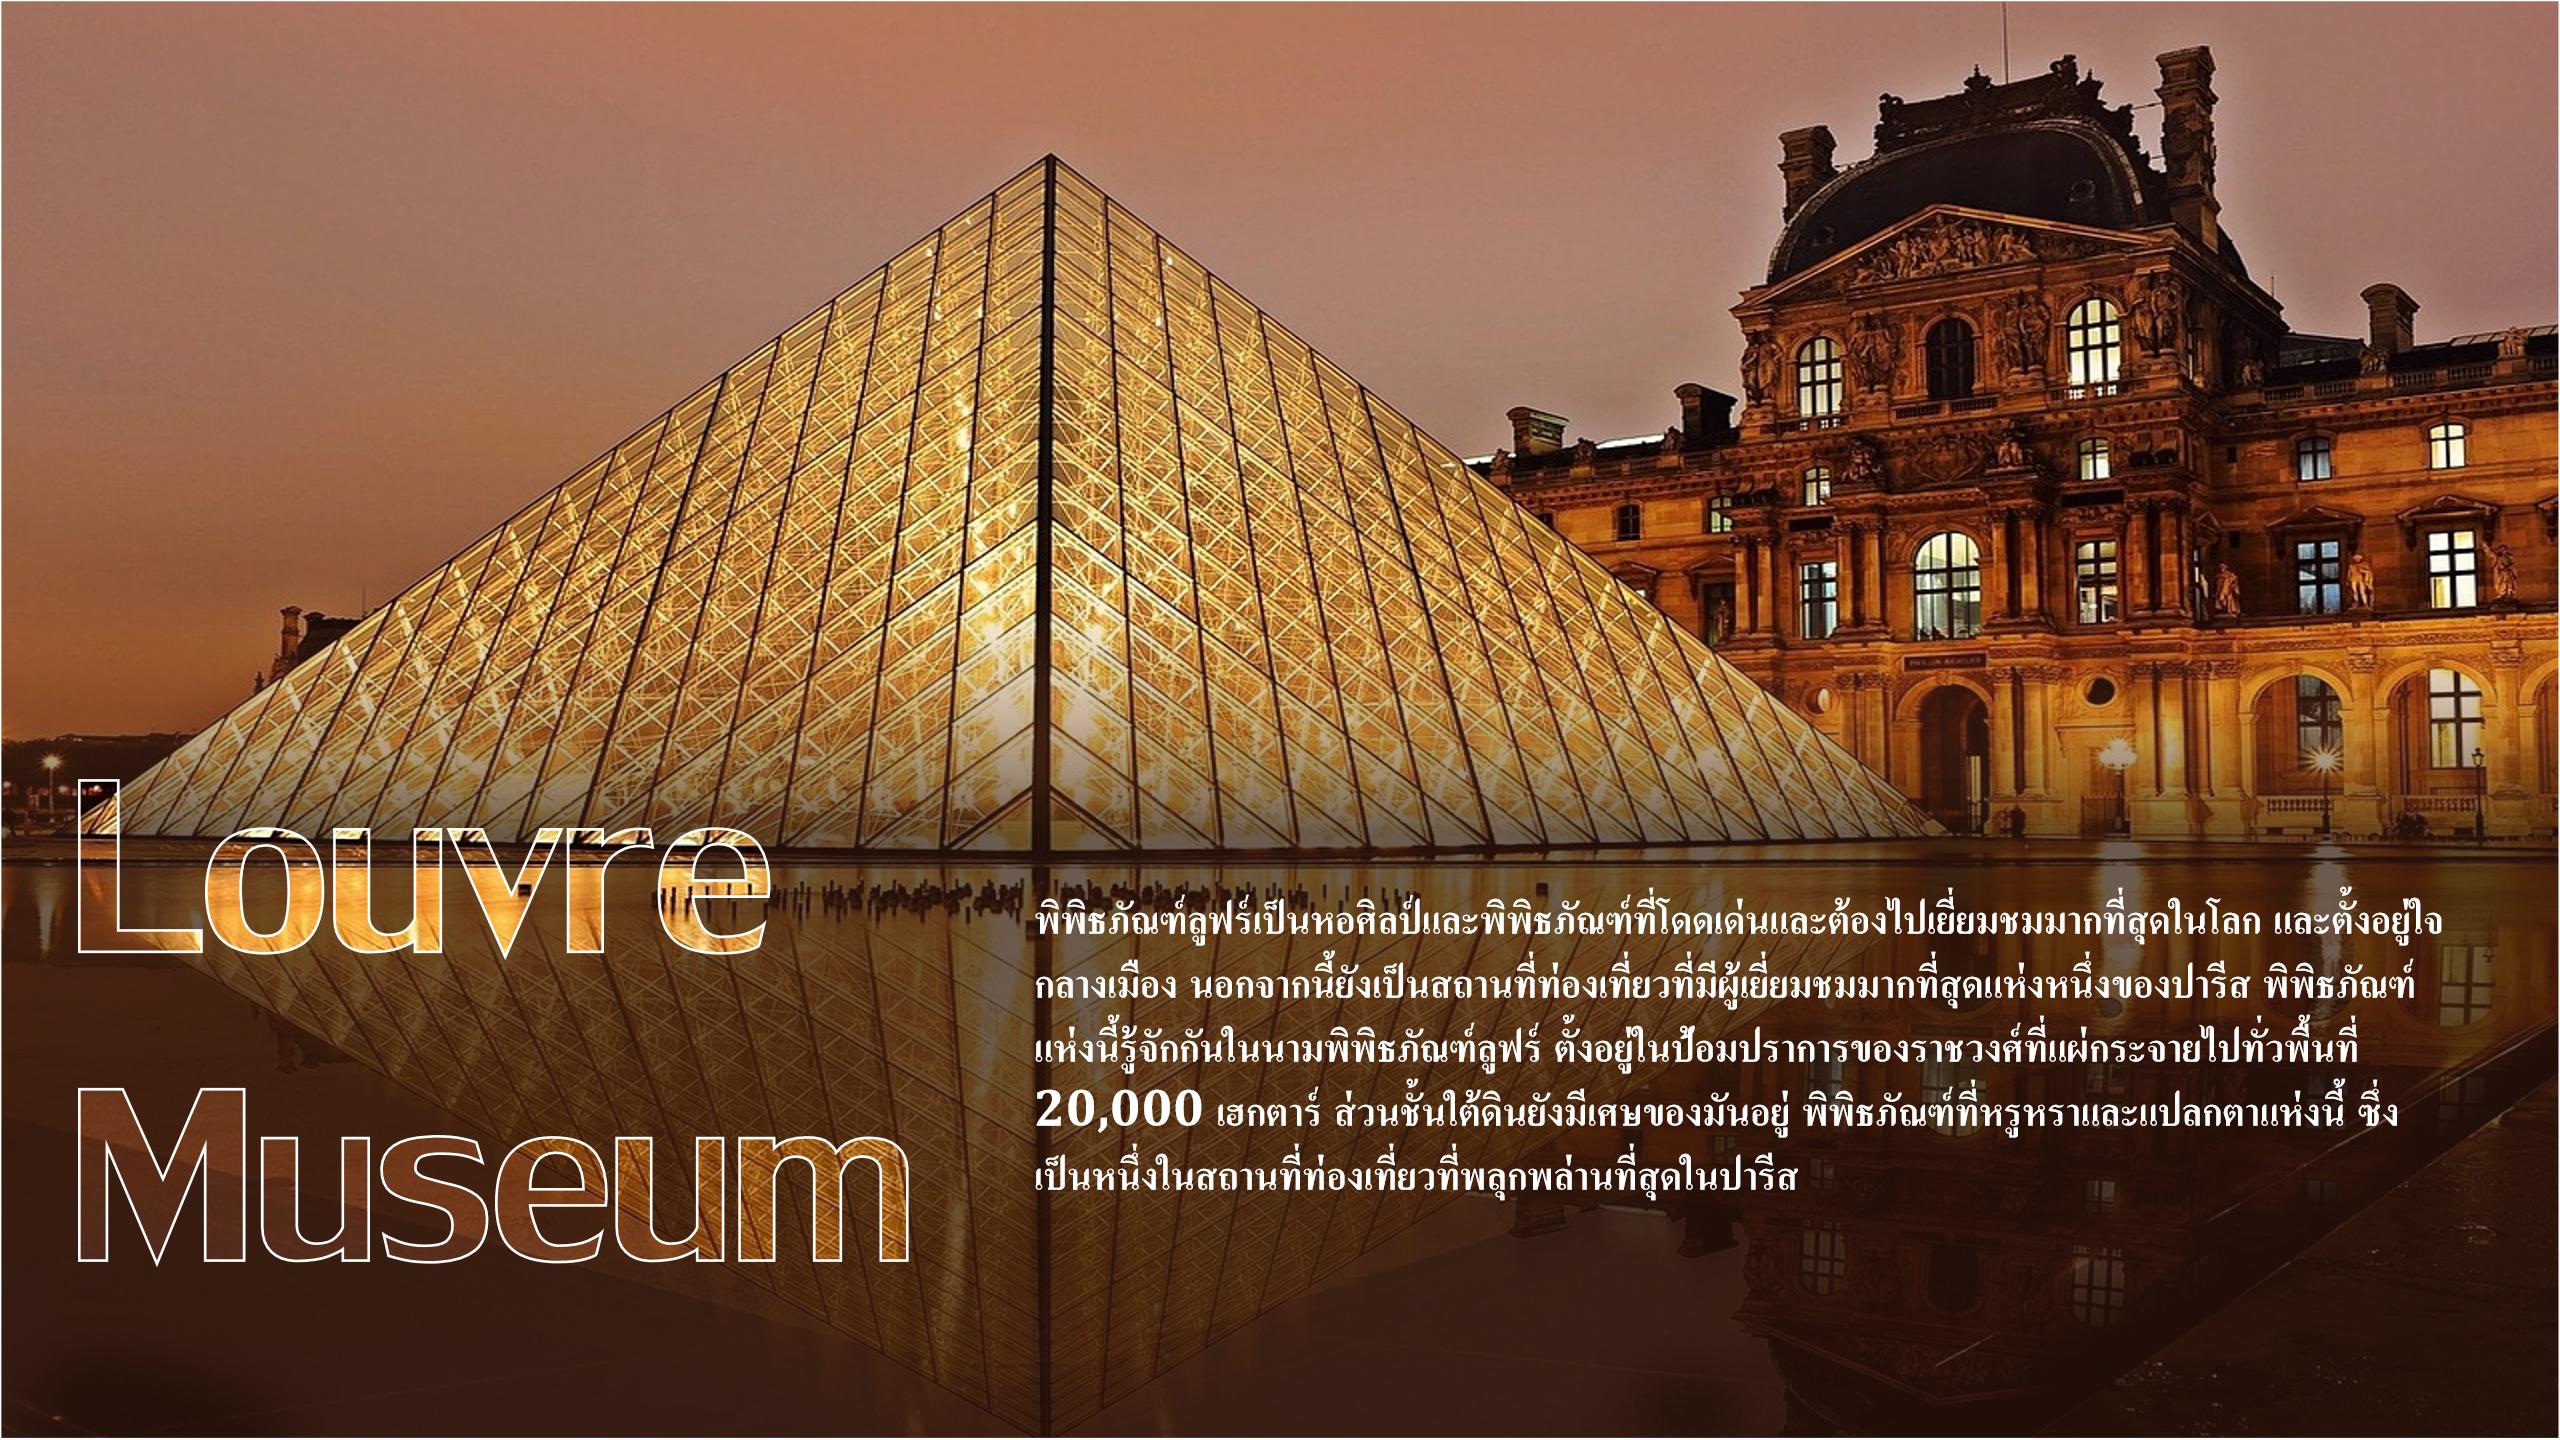 Louvre
Museum
พิพิธภัณฑ์ลูฟร์เป็นหอศิลป์และพิพิธภัณฑ์ที่โดดเด่นและต้องไปเยี่ยมชมมากที่สุดในโลก และตั้งอยู่ใจ
กลางเมือง นอกจากนี้ยังเป็นสถานที่ท่องเที่ยวที่มีผู้เยี่ยมชมมากที่สุดแห่งหนึ่งของปารีส พิพิธภัณฑ์
แห่งนี้รู้จักกันในนามพิพิธภัณฑ์ลูฟร์ ตั้งอยู่ในป้อมปราการของราชวงศ์ที่แผ่กระจายไปทั่วพื้นที่
20,000 เฮกตาร์ ส่วนชั้นใต้ดินยังมีเศษของมันอยู่ พิพิธภัณฑ์ที่หรูหราและแปลกตาแห่งนี้ ซึ่ง
เป็นหนึ่งในสถานที่ท่องเที่ยวที่พลุกพล่านที่สุดในปารีส